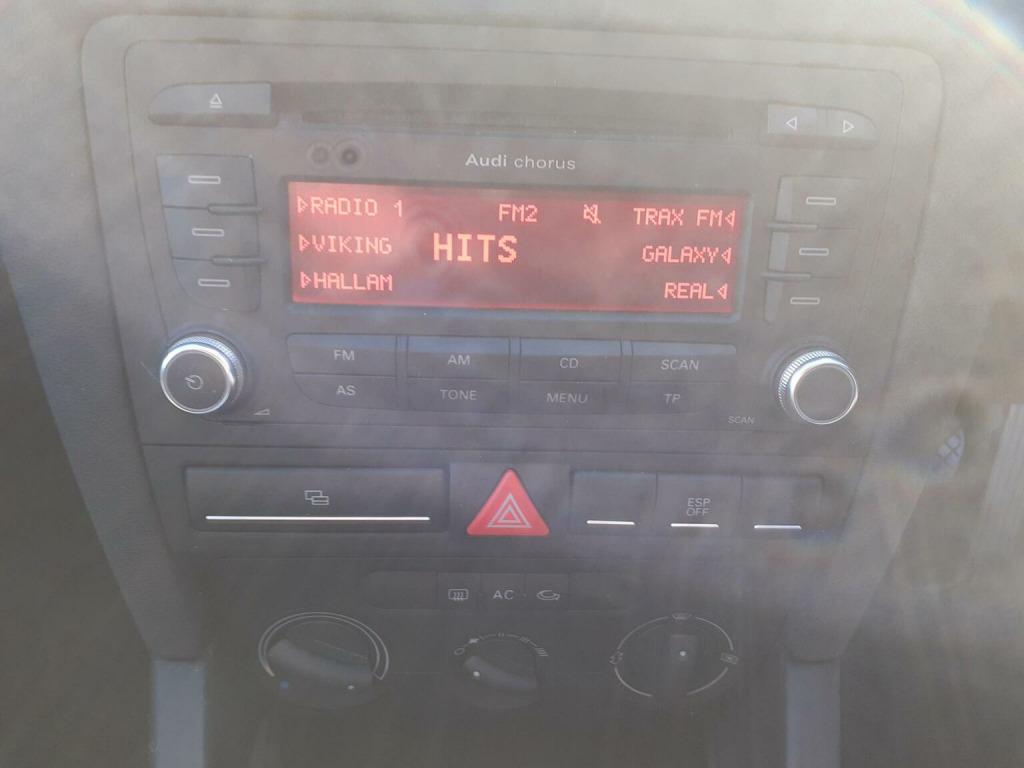 Audi chorus
RADIO 1 FM2 TRAX FM
VIKING HITS GALAXY
HALLAM REAL
FM AM CD SCAN
AS TONE MENU TP
SCAN
ESP
OFF
AC